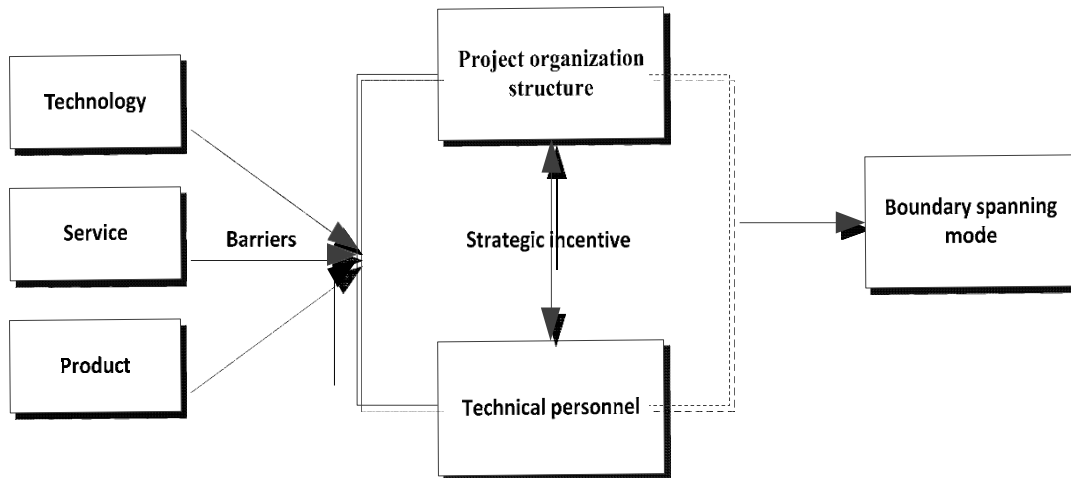 Technology
Service
Product
Barriers
Project organization
structure
Strategic incentive
Technical personnel
Boundary spanning
mode